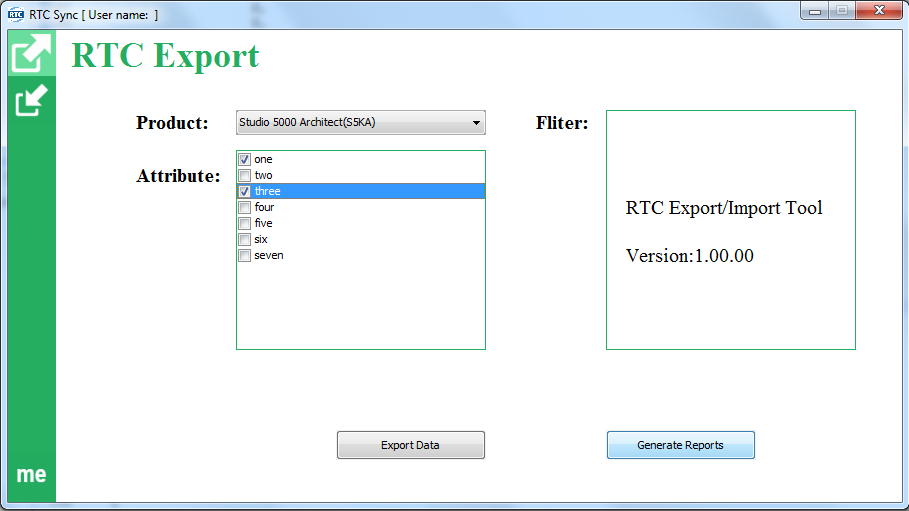 RTC
RTC Sync [ User name: ]
RTC Export
Product:
Studio 5000 Architect(S5KA)
Fliter:
Attribute:
one
two
three
four
five
six
seven
RTC Export/Import Tool
Version:1.00.00
Export Data
Generate Reports
me